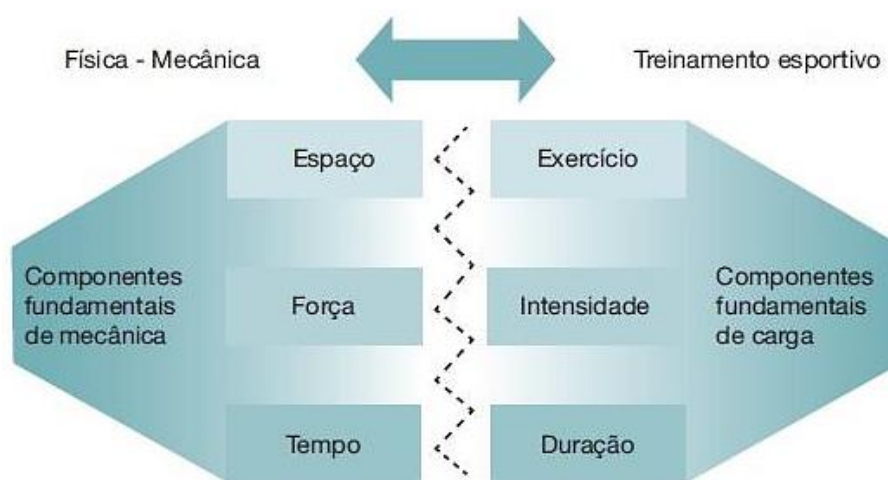 Física - Mecânica
Treinamento esportivo
Espaço
Exercício
Componentes
fundamentais
de mecânica
Força
Intensidade
Componentes
fundamentais
de carga
Tempo
Duração